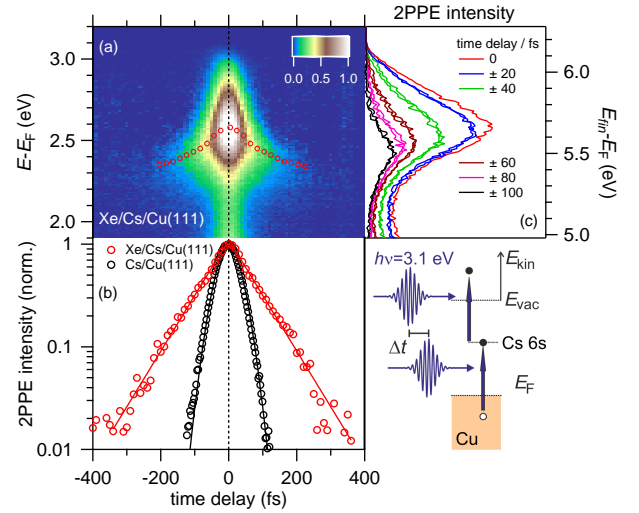 2PPE intensity
(a)
0.0 0.5 1.0
3.0
2.5
2.0
E-E_F (eV)
Xe/Cs/Cu(111)
time delay / fs
0
± 20
± 40
± 60
± 80
± 100
(c)
6.0
5.5
5.0
E_fin-E_F (eV)
Xe/Cs/Cu(111)
Cs/Cu(111)
(b)
1
0.1
0.01
2PPE intensity (norm.)
-400 -200 0 200 400
time delay (fs)
hν=3.1 eV
E_kin
E_vac
Cs 6s
Δt
E_F
Cu